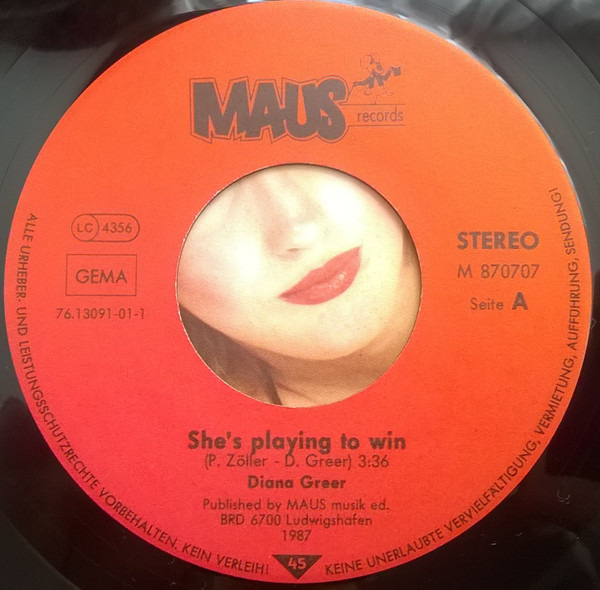 MAUS
records
LC 4356
GEMA
76.13091-01-1
STEREO
M 870707
Seite A
She's playing to win
(P. Zöller - D. Greer) 3:36
Diana Greer
Published by MAUS musik ed.
BRD 6700 Ludwigshafen
1987
45
ALLE URHEBER- UND LEISTUNGSSCHUTZRECHTE VORBEHALTEN. KEIN VERLEIH! KEINE UNERLAUBTE VERVIELFÄLTIGUNG, VERMIETUNG, AUFFÜHRUNG, SENDUNG!